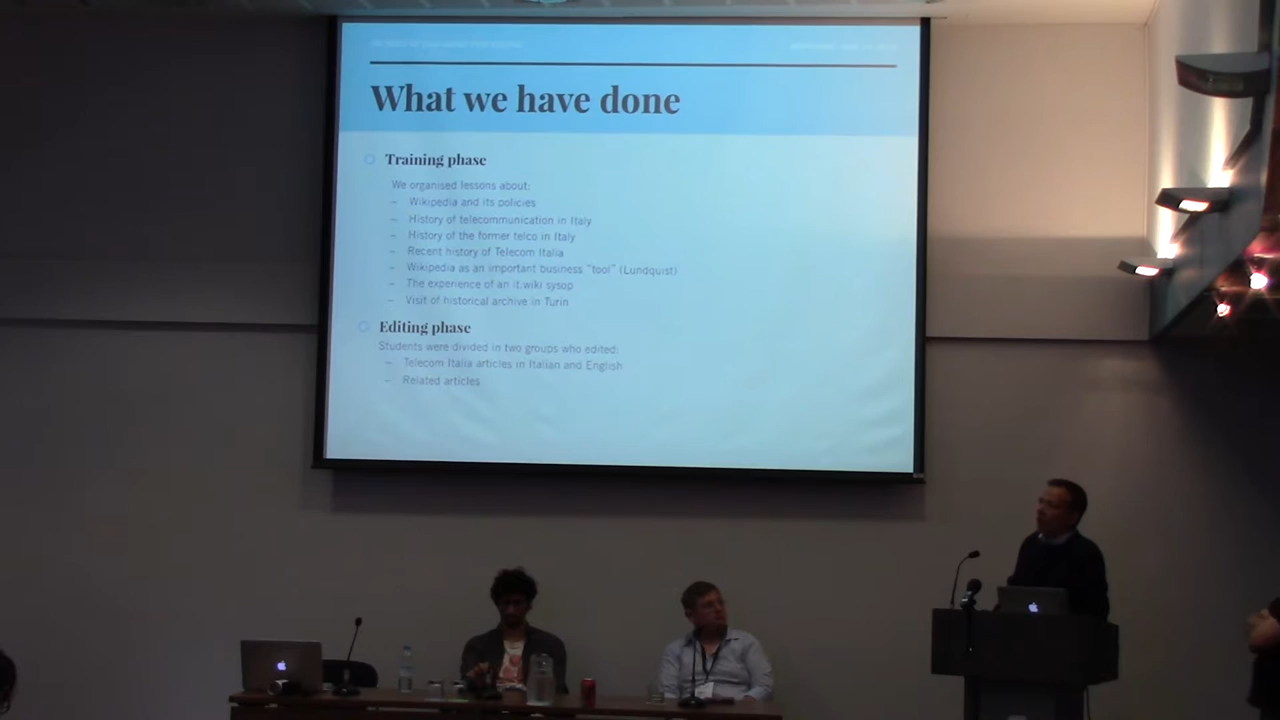 What we have done
Training phase
We organised lessons about:
– Wikipedia and its policies
– History of telecommunication in Italy
– History of the former telco in Italy
– Recent history of Telecom Italia
– Wikipedia as an important business "tool" (Lundquist)
– The experience of an it.wiki sysop
– Visit of historical archive in Turin
Editing phase
Students were divided in two groups who edited:
– Telecom Italia articles in Italian and English
– Related articles